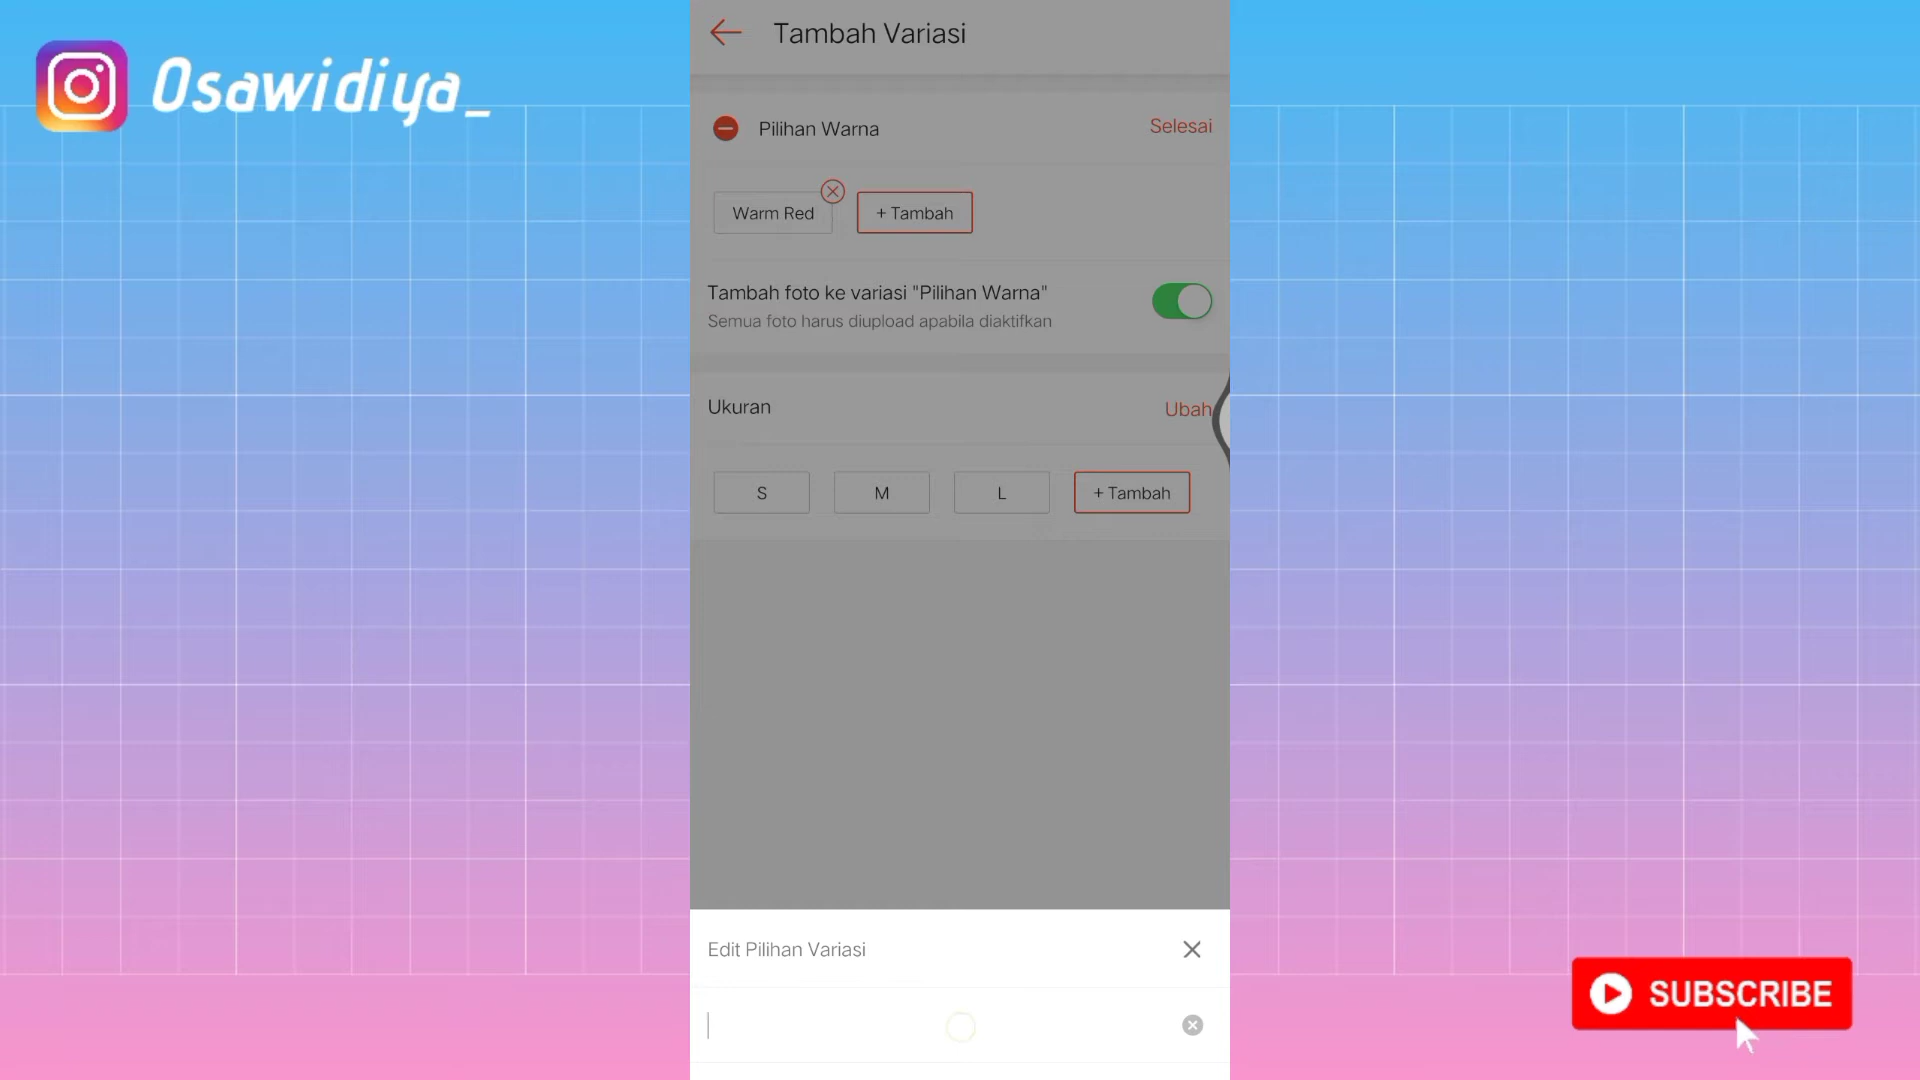 Osawidiya_
Tambah Variasi
Pilihan Warna
Selesai
Warm Red
+ Tambah
Tambah foto ke variasi "Pilihan Warna"
Semua foto harus diupload apabila diaktifkan
Ukuran
Ubah
S
M
L
+ Tambah
Edit Pilihan Variasi
SUBSCRIBE